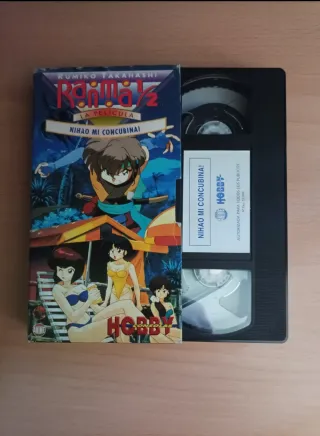 RUMIKO TAKAHASHI
Ranma ½
LA PELÍCULA
NIHAO MI CONCUBINA!
HOBBY
NIHAO MI CONCUBINA!
HOBBY